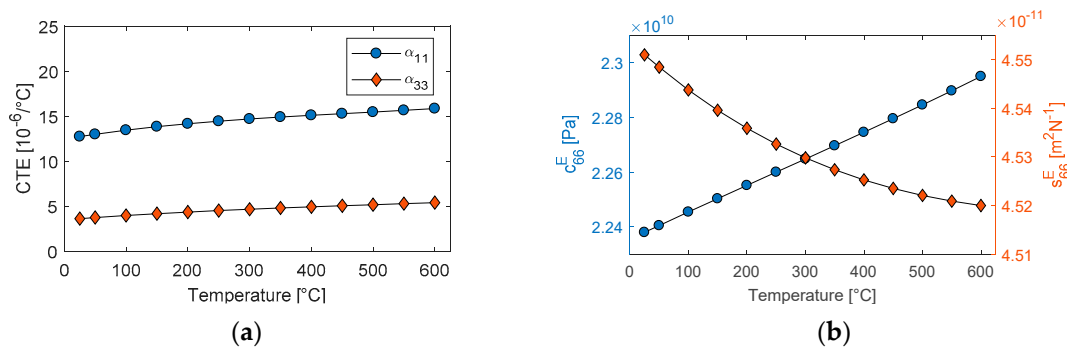 25
20
15
10
5
0
CTE [10⁻⁶/°C]
α₁₁
α₃₃
0 100 200 300 400 500 600
Temperature [°C]
(a)
×10¹⁰
×10⁻¹¹
2.3
2.28
2.26
2.24
c₆₆ᴱ [Pa]
4.55
4.54
4.53
4.52
4.51
s₆₆ᴱ [m²N⁻¹]
0 100 200 300 400 500 600
Temperature [°C]
(b)